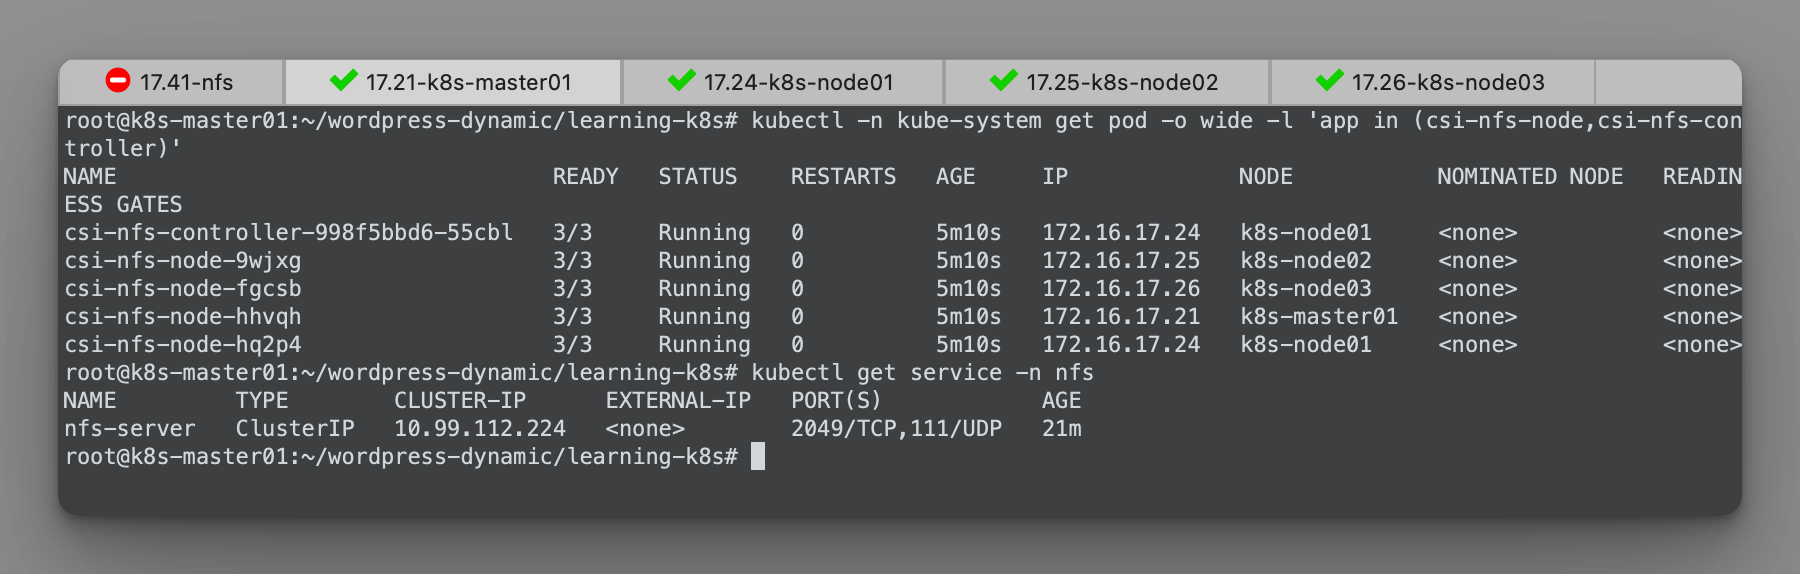 17.41-nfs 17.21-k8s-master01 17.24-k8s-node01 17.25-k8s-node02 17.26-k8s-node03
root@k8s-master01:~/wordpress-dynamic/learning-k8s# kubectl -n kube-system get pod -o wide -l 'app in (csi-nfs-node,csi-nfs-con
troller)'
NAME READY STATUS RESTARTS AGE IP NODE NOMINATED NODE READIN
ESS GATES
csi-nfs-controller-998f5bbd6-55cbl 3/3 Running 0 5m10s 172.16.17.24 k8s-node01 <none> <none>
csi-nfs-node-9wjxg 3/3 Running 0 5m10s 172.16.17.25 k8s-node02 <none> <none>
csi-nfs-node-fgcsb 3/3 Running 0 5m10s 172.16.17.26 k8s-node03 <none> <none>
csi-nfs-node-hhvqh 3/3 Running 0 5m10s 172.16.17.21 k8s-master01 <none> <none>
csi-nfs-node-hq2p4 3/3 Running 0 5m10s 172.16.17.24 k8s-node01 <none> <none>
root@k8s-master01:~/wordpress-dynamic/learning-k8s# kubectl get service -n nfs
NAME TYPE CLUSTER-IP EXTERNAL-IP PORT(S) AGE
nfs-server ClusterIP 10.99.112.224 <none> 2049/TCP,111/UDP 21m
root@k8s-master01:~/wordpress-dynamic/learning-k8s#